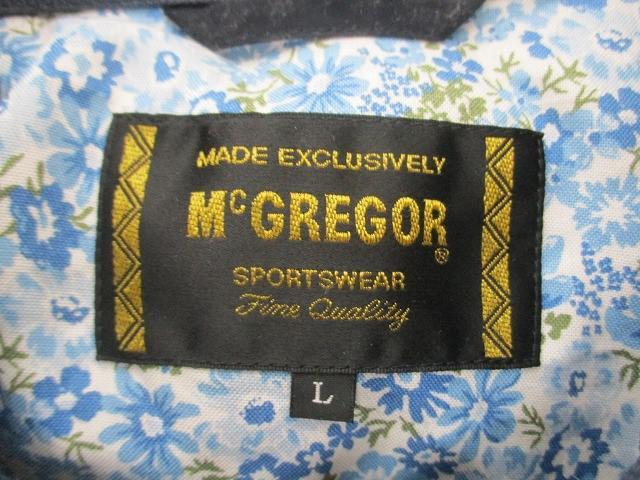 MADE EXCLUSIVELY
McGREGOR®
SPORTSWEAR
Fine Quality
L